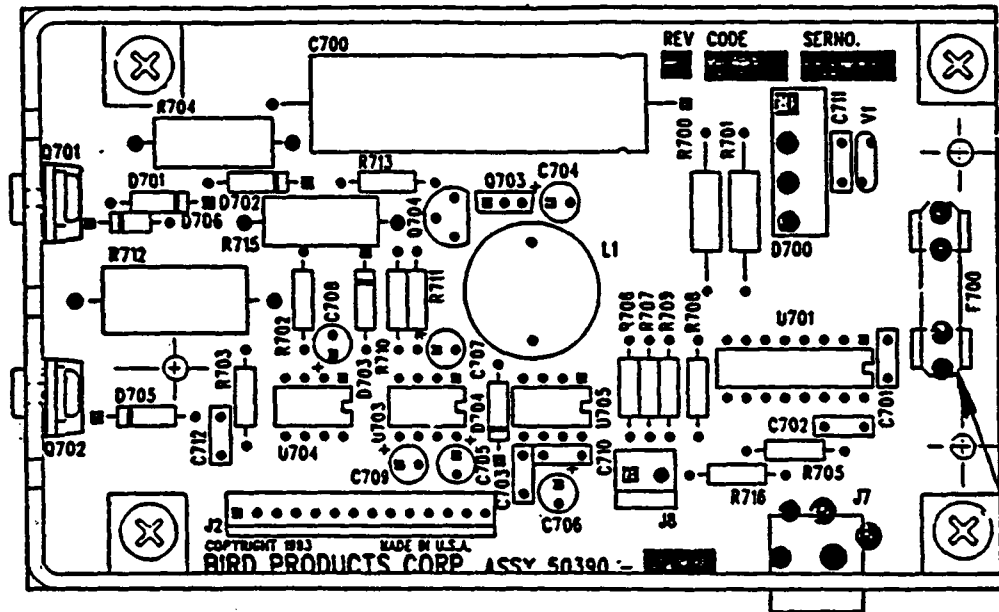 C700
REV CODE SERNO.
R704
C711
V1
R700
R701
Q701
R713
C704
D701
D702
Q703
D706
Q704
R715
D700
L1
R712
F700
C708
R711
R706
R707
R709
R708
U701
R702
D703
R710
C707
R703
D705
U703
D704
U705
C701
Q702
C712
U704
C709
C705
C703
C710
C702
R705
R716
C706
J8
J7
J2
COPYRIGHT 1993 MADE IN U.S.A.
BIRD PRODUCTS CORP. ASSY 50390 -